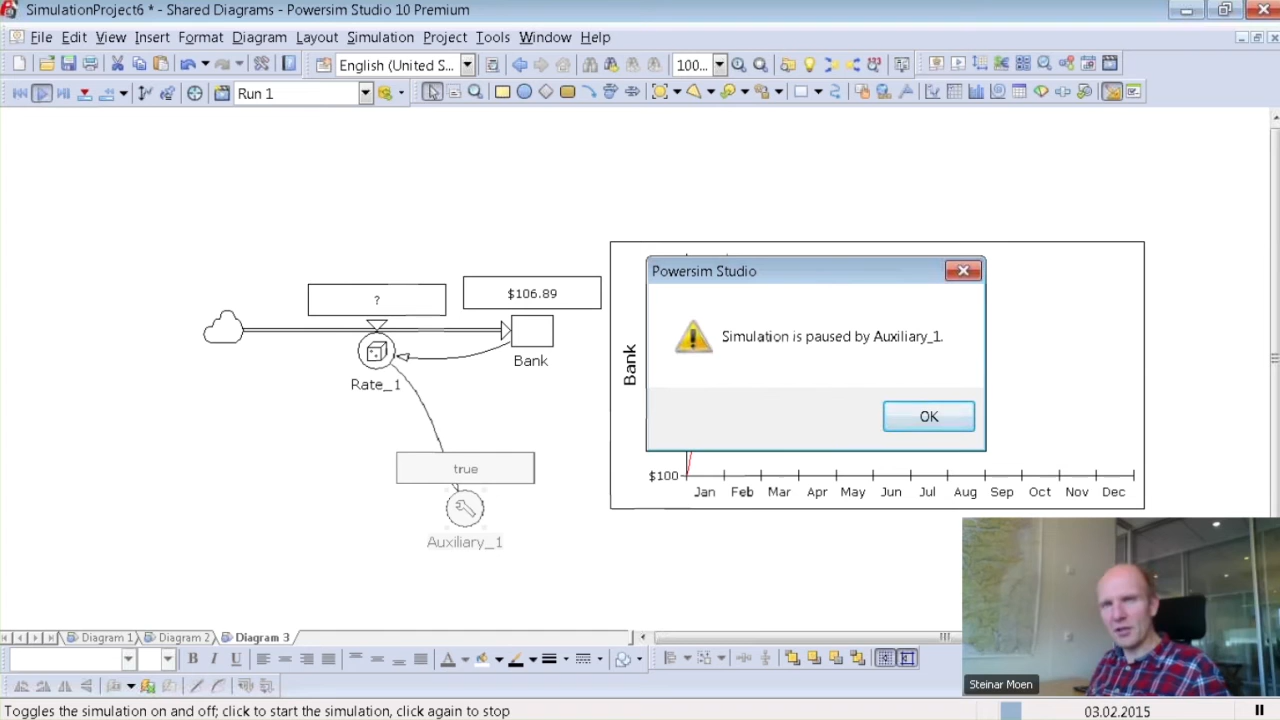 SimulationProject6 * - Shared Diagrams - Powersim Studio 10 Premium
File Edit View Insert Format Diagram Layout Simulation Project Tools Window Help
English (United S...
100...
Run 1
?
$106.89
Bank
Rate_1
true
Auxiliary_1
Bank
$100
Jan Feb Mar Apr May Jun Jul Aug Sep Oct Nov Dec
Powersim Studio
Simulation is paused by Auxiliary_1.
OK
Steinar Moen
Diagram 1 Diagram 2 Diagram 3
B I U
A
Toggles the simulation on and off; click to start the simulation, click again to stop
03.02.2015